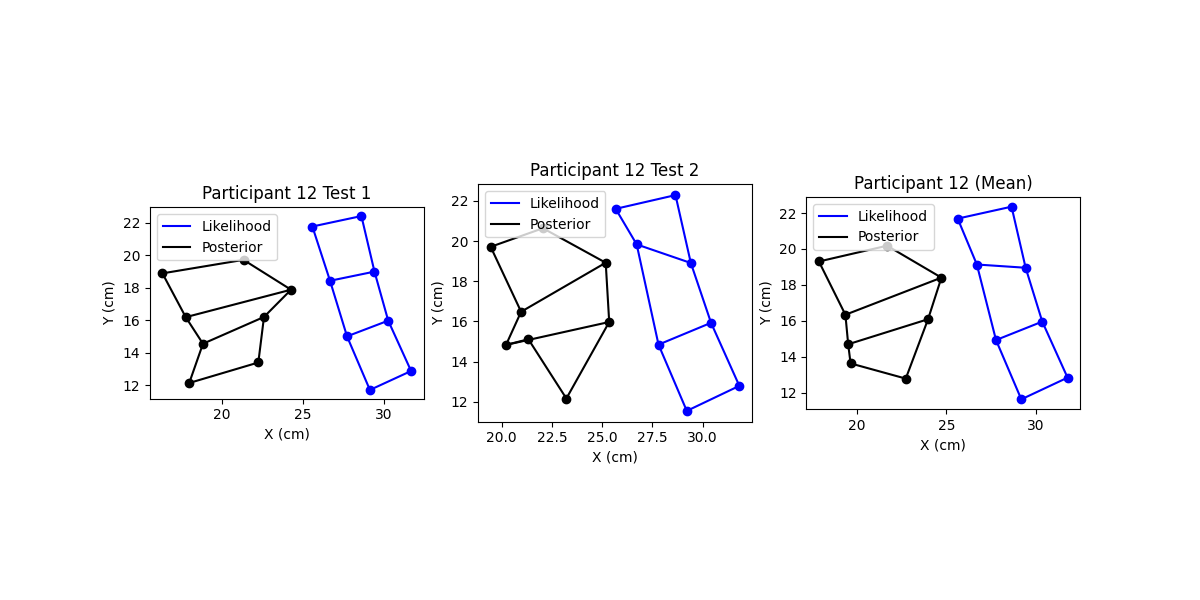 Participant 12 Test 1
Likelihood
Posterior
22
20
18
16
14
12
Y (cm)
20
25
30
X (cm)
Participant 12 Test 2
Likelihood
Posterior
22
20
18
16
14
12
Y (cm)
20.0
22.5
25.0
27.5
30.0
X (cm)
Participant 12 (Mean)
Likelihood
Posterior
22
20
18
16
14
12
Y (cm)
20
25
30
X (cm)